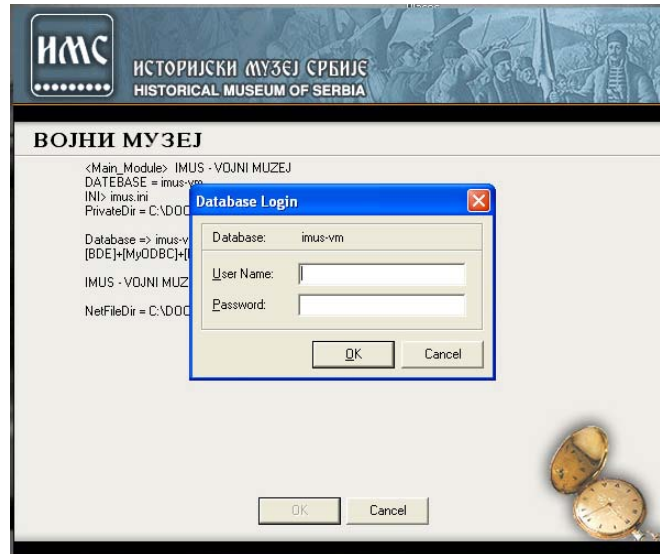 ИМС
ИСТОРИЈСКИ МУЗЕЈ СРБИЈЕ
HISTORICAL MUSEUM OF SERBIA
ВОЈНИ МУЗЕЈ
<Main_Module> IMUS - VOJNI MUZEJ
DATEBASE = imus-vm
INI> imus.ini
PrivateDir = C:\DOC
Database => imus-v
[BDE]+[MyODBC]+[
IMUS - VOJNI MUZ
NetFileDir = C:\DOC
Database Login
Database: imus-vm
User Name:
Password:
OK Cancel
OK Cancel